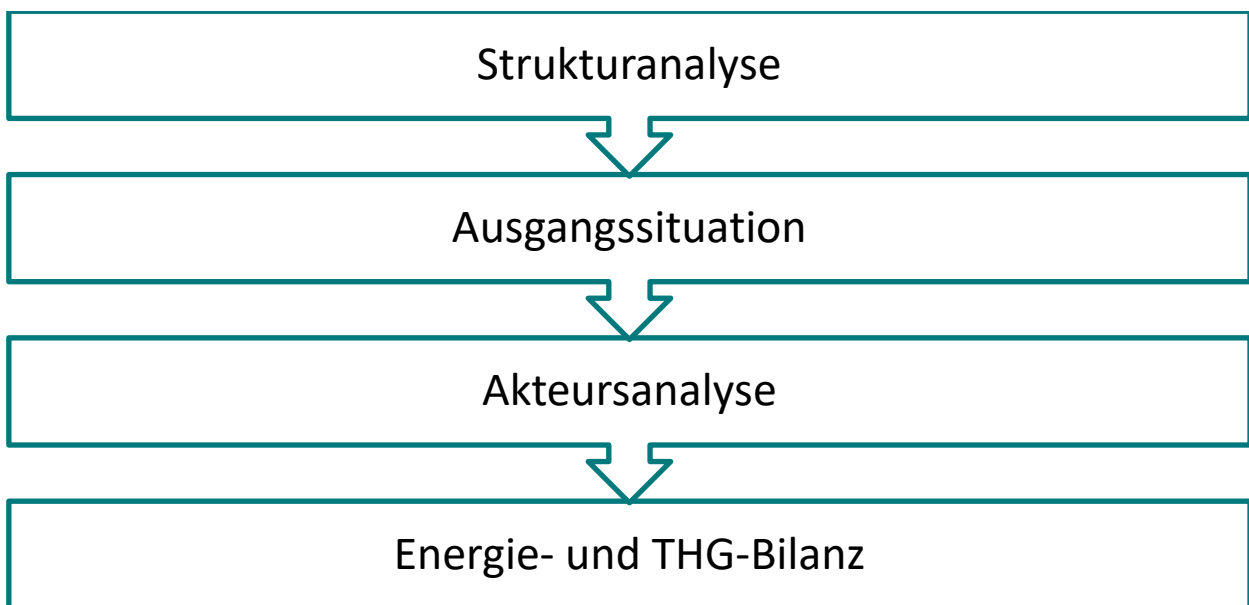 Strukturanalyse
Ausgangssituation
Akteursanalyse
Energie- und THG-Bilanz